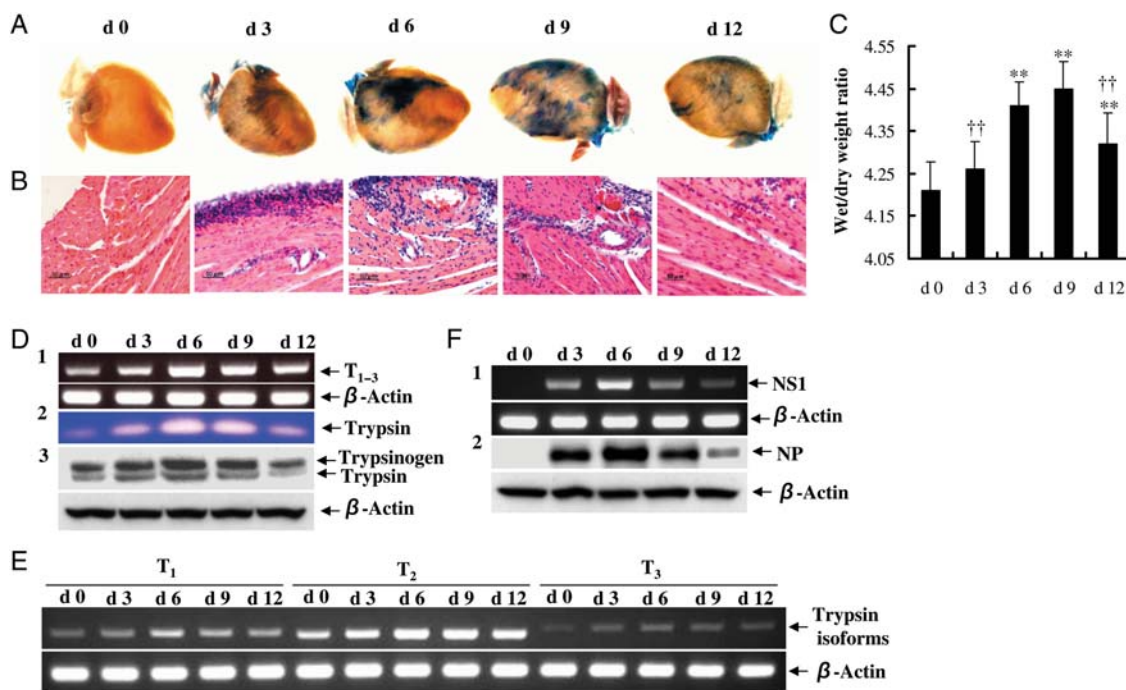 A
d 0 d 3 d 6 d 9 d 12
B
C
4.55
4.45
4.35
4.25
4.15
4.05
Wet/dry weight ratio
††
**
**
††
**
d 0 d 3 d 6 d 9 d 12
D
d 0 d 3 d 6 d 9 d 12
1
T1–3
β-Actin
2
Trypsin
3
Trypsinogen
Trypsin
β-Actin
F
d 0 d 3 d 6 d 9 d 12
1
NS1
β-Actin
2
NP
β-Actin
E
T1 T2 T3
d 0 d 3 d 6 d 9 d 12 d 0 d 3 d 6 d 9 d 12 d 0 d 3 d 6 d 9 d 12
Trypsin
isoforms
β-Actin